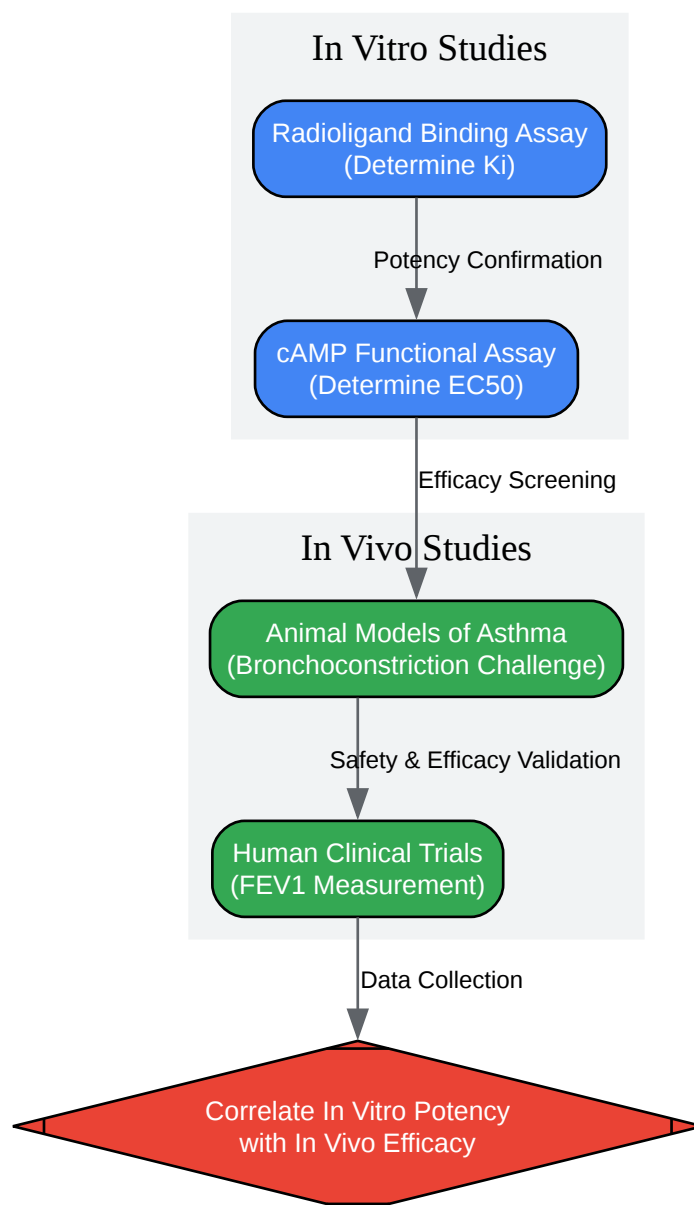 In Vitro Studies
Radioligand Binding Assay
(Determine Ki)
Potency Confirmation
cAMP Functional Assay
(Determine EC50)
Efficacy Screening
In Vivo Studies
Animal Models of Asthma
(Bronchoconstriction Challenge)
Safety & Efficacy Validation
Human Clinical Trials
(FEV1 Measurement)
Data Collection
Correlate In Vitro Potency
with In Vivo Efficacy